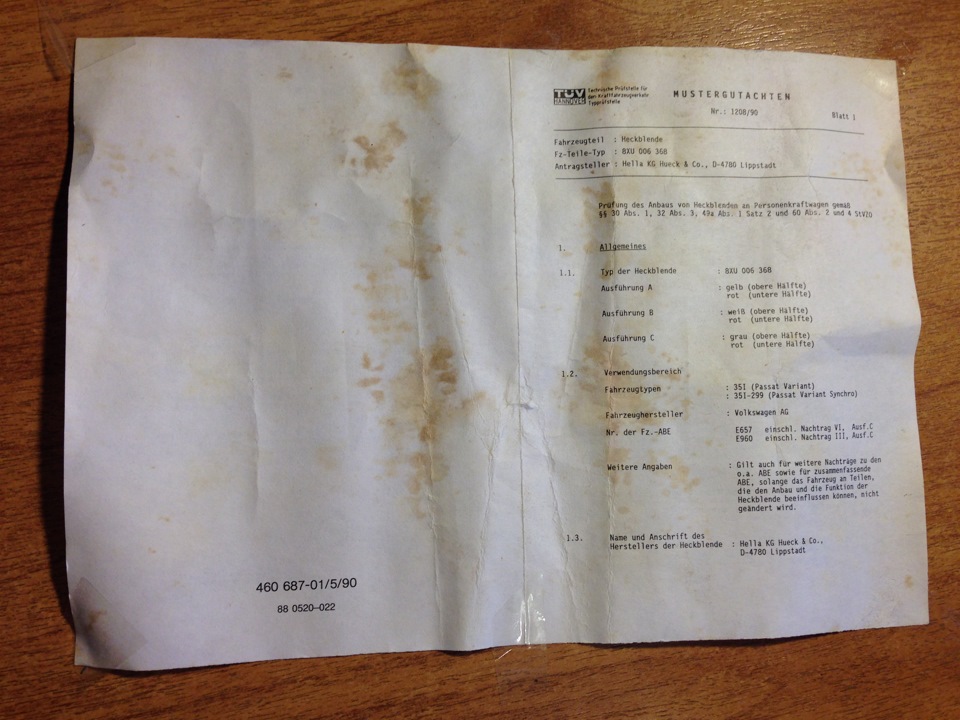 460 687-01/5/90
88 0520–022
TÜV
HANNOVER
Technische Prüfstelle für
den Kraftfahrzeugverkehr
Typprüfstelle
MUSTERGUTACHTEN
Nr.: 1208/90
Blatt 1
Fahrzeugteil : Heckblende
Fz-Teile-Typ : 8XU 006 368
Antragsteller : Hella KG Hueck & Co., D-4780 Lippstadt
Prüfung des Anbaus von Heckblenden an Personenkraftwagen gemäß
§§ 30 Abs. 1, 32 Abs. 3, 49a Abs. 1 Satz 2 und 60 Abs. 2 und 4 StVZO
1. Allgemeines
1.1. Typ der Heckblende : 8XU 006 368
Ausführung A : gelb (obere Hälfte)
rot (untere Hälfte)
Ausführung B : weiß (obere Hälfte)
rot (untere Hälfte)
Ausführung C : grau (obere Hälfte)
rot (untere Hälfte)
1.2. Verwendungsbereich
Fahrzeugtypen : 35I (Passat Variant)
: 35I-299 (Passat Variant Synchro)
Fahrzeughersteller : Volkswagen AG
Nr. der Fz.-ABE E657 einschl. Nachtrag VI, Ausf.C
E960 einschl. Nachtrag III, Ausf.C
Weitere Angaben : Gilt auch für weitere Nachträge zu den
o.a. ABE sowie für zusammenfassende
ABE, solange das Fahrzeug an Teilen,
die den Anbau und die Funktion der
Heckblende beeinflussen können, nicht
geändert wird.
1.3. Name und Anschrift des
Herstellers der Heckblende : Hella KG Hueck & Co.,
D-4780 Lippstadt